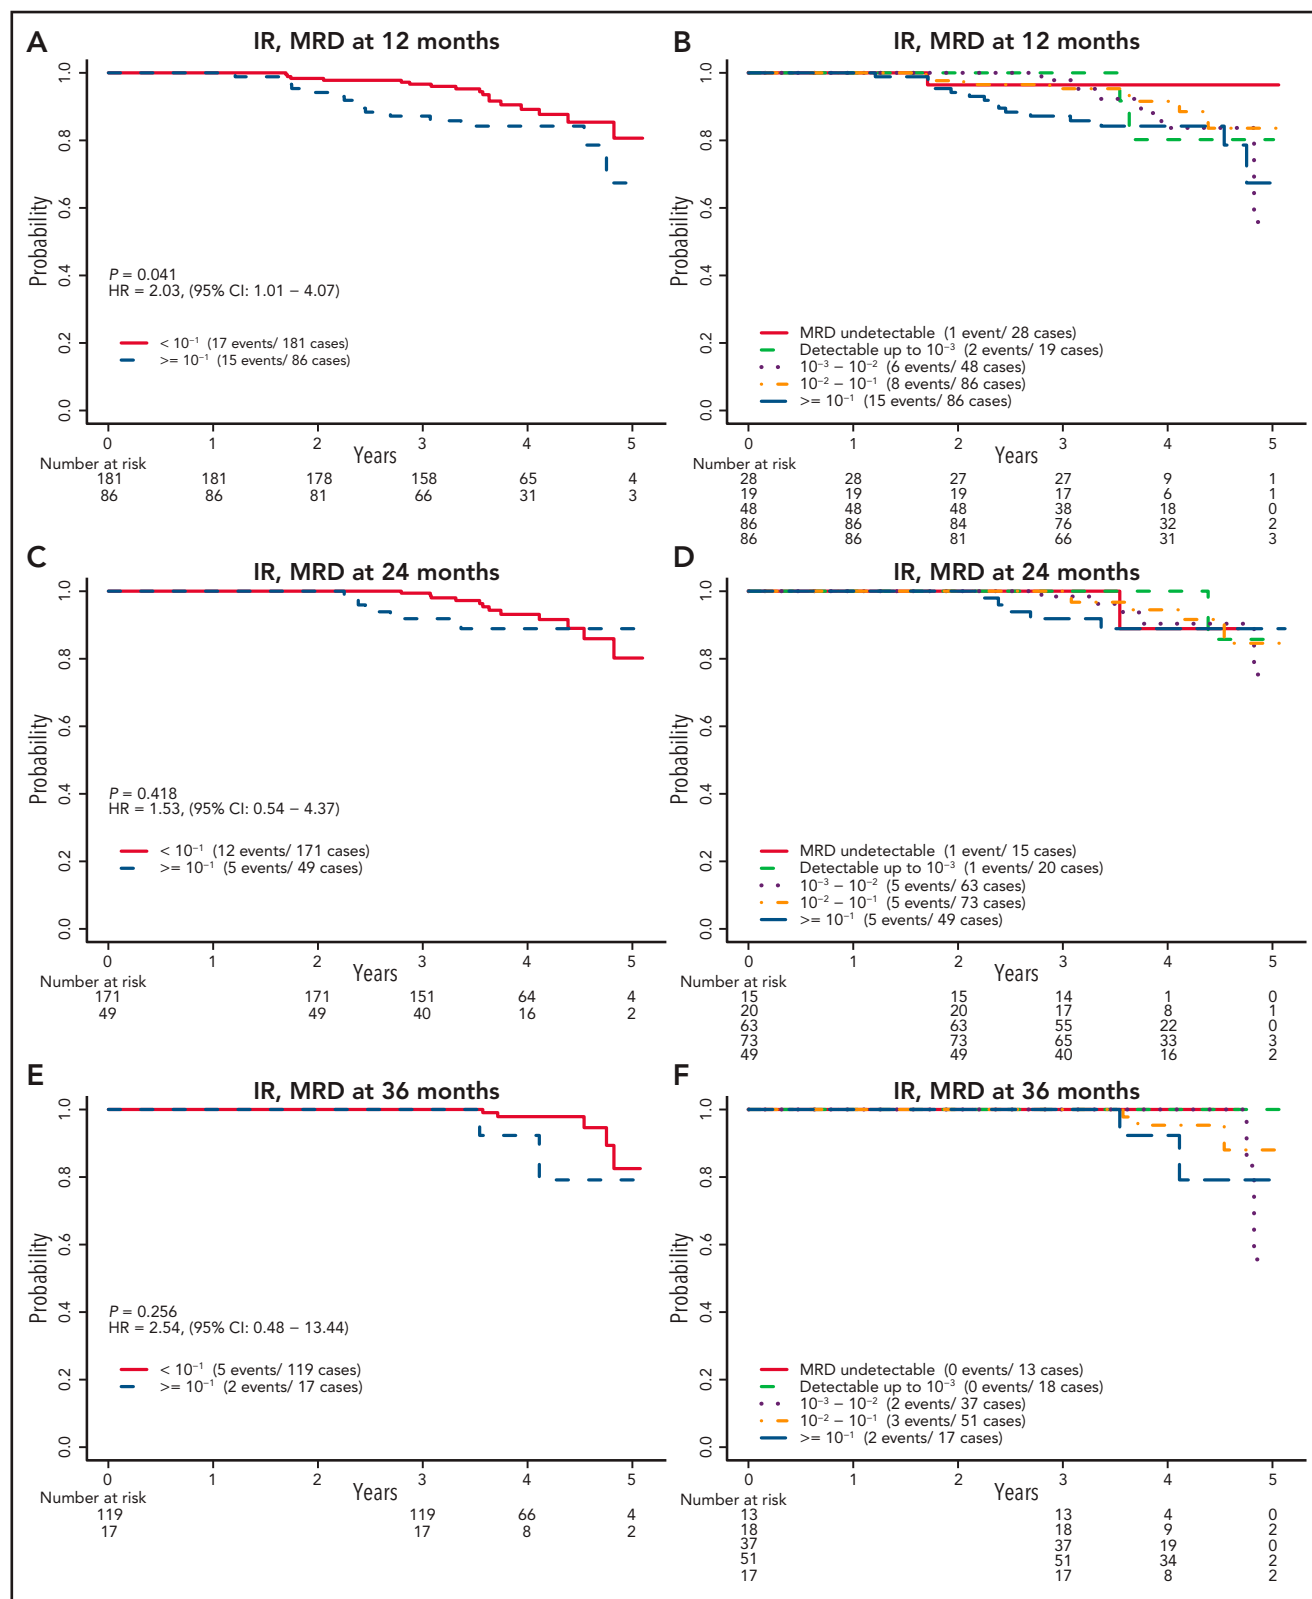 A
IR, MRD at 12 months
Probability
1.0
0.8
0.6
0.4
0.2
0.0
P = 0.041
HR = 2.03, (95% CI: 1.01 − 4.07)
< 10⁻¹ (17 events/ 181 cases)
>= 10⁻¹ (15 events/ 86 cases)
0 1 2 3 4 5
Years
Number at risk
181 181 178 158 65 4
86 86 81 66 31 3
B
IR, MRD at 12 months
Probability
1.0
0.8
0.6
0.4
0.2
0.0
MRD undetectable (1 event/ 28 cases)
Detectable up to 10⁻³ (2 events/ 19 cases)
10⁻³ − 10⁻² (6 events/ 48 cases)
10⁻² − 10⁻¹ (8 events/ 86 cases)
>= 10⁻¹ (15 events/ 86 cases)
0 1 2 3 4 5
Years
Number at risk
28 28 27 27 9 1
19 19 19 17 6 1
48 48 48 38 18 0
86 86 84 76 32 2
86 86 81 66 31 3
C
IR, MRD at 24 months
Probability
1.0
0.8
0.6
0.4
0.2
0.0
P = 0.418
HR = 1.53, (95% CI: 0.54 − 4.37)
< 10⁻¹ (12 events/ 171 cases)
>= 10⁻¹ (5 events/ 49 cases)
0 1 2 3 4 5
Years
Number at risk
171 171 151 64 4
49 49 40 16 2
D
IR, MRD at 24 months
Probability
1.0
0.8
0.6
0.4
0.2
0.0
MRD undetectable (1 event/ 15 cases)
Detectable up to 10⁻³ (1 event/ 20 cases)
10⁻³ − 10⁻² (5 events/ 63 cases)
10⁻² − 10⁻¹ (5 events/ 73 cases)
>= 10⁻¹ (5 events/ 49 cases)
0 1 2 3 4 5
Years
Number at risk
15 15 14 1 0
20 20 17 8 1
63 63 55 22 0
73 73 65 33 3
49 49 40 16 2
E
IR, MRD at 36 months
Probability
1.0
0.8
0.6
0.4
0.2
0.0
P = 0.256
HR = 2.54, (95% CI: 0.48 − 13.44)
< 10⁻¹ (5 events/ 119 cases)
>= 10⁻¹ (2 events/ 17 cases)
0 1 2 3 4 5
Years
Number at risk
119 119 66 4
17 17 8 2
F
IR, MRD at 36 months
Probability
1.0
0.8
0.6
0.4
0.2
0.0
MRD undetectable (0 events/ 13 cases)
Detectable up to 10⁻³ (0 events/ 18 cases)
10⁻³ − 10⁻² (2 events/ 37 cases)
10⁻² − 10⁻¹ (3 events/ 51 cases)
>= 10⁻¹ (2 events/ 17 cases)
0 1 2 3 4 5
Years
Number at risk
13 13 4 0
18 18 9 2
37 37 19 0
51 51 34 2
17 17 8 2